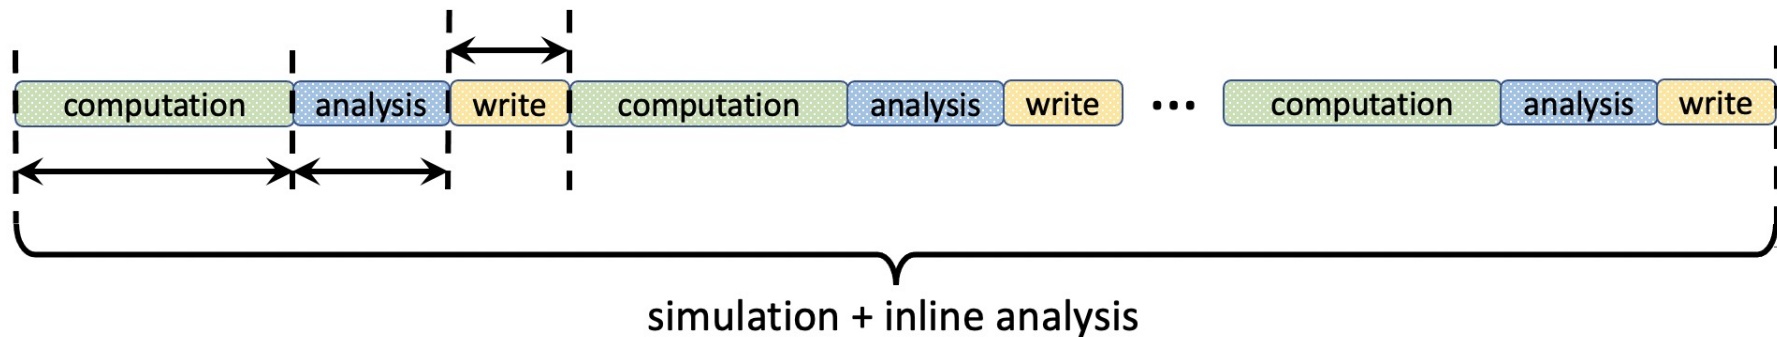 computation analysis write computation analysis write ... computation analysis write
simulation + inline analysis